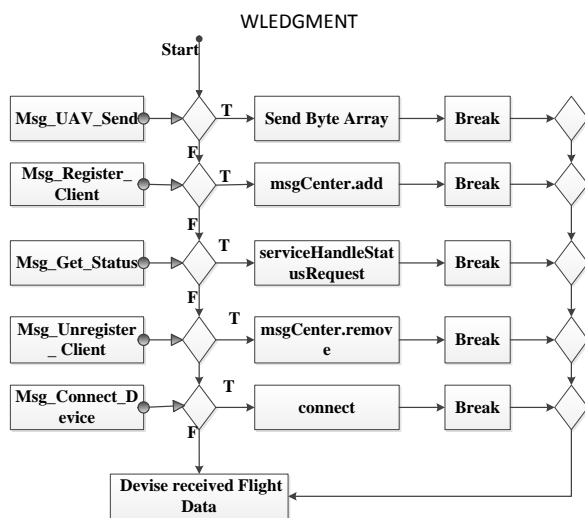 WLEDGMENT
Start
Msg_UAV_Send
T
Send Byte Array
Break
F
Msg_Register_
Client
T
msgCenter.add
Break
F
Msg_Get_Status
T
serviceHandleStat
usRequest
Break
F
Msg_Unregister
_ Client
T
msgCenter.remov
e
Break
Msg_Connect_D
evice
T
connect
Break
F
Devise received Flight
Data